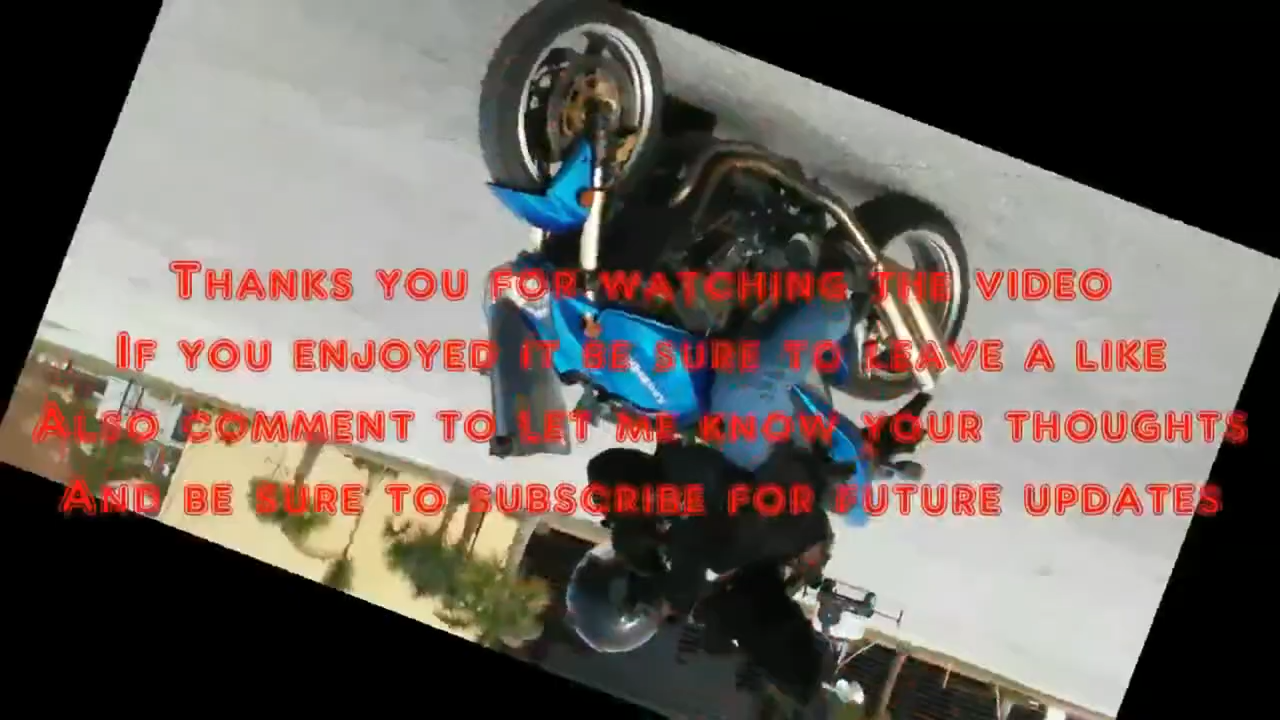 Thanks you for watching the video
If you enjoyed it be sure to leave a like
Also comment to let me know your thoughts
And be sure to subscribe for future updates